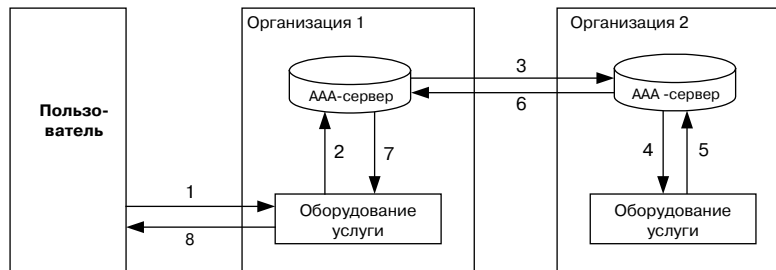 Организация 1
Организация 2
Пользо-
ватель
ААА-сервер
ААА -сервер
3
6
2
7
4
5
1
8
Оборудование
услуги
Оборудование
услуги